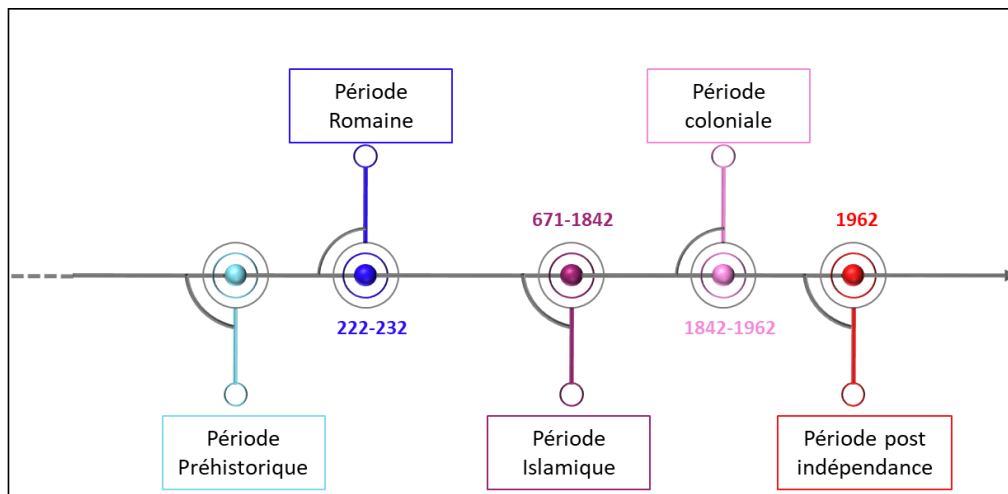 Période
Romaine
Période
coloniale
671-1842
1962
222-232
1842-1962
Période
Préhistorique
Période
Islamique
Période post
indépendance